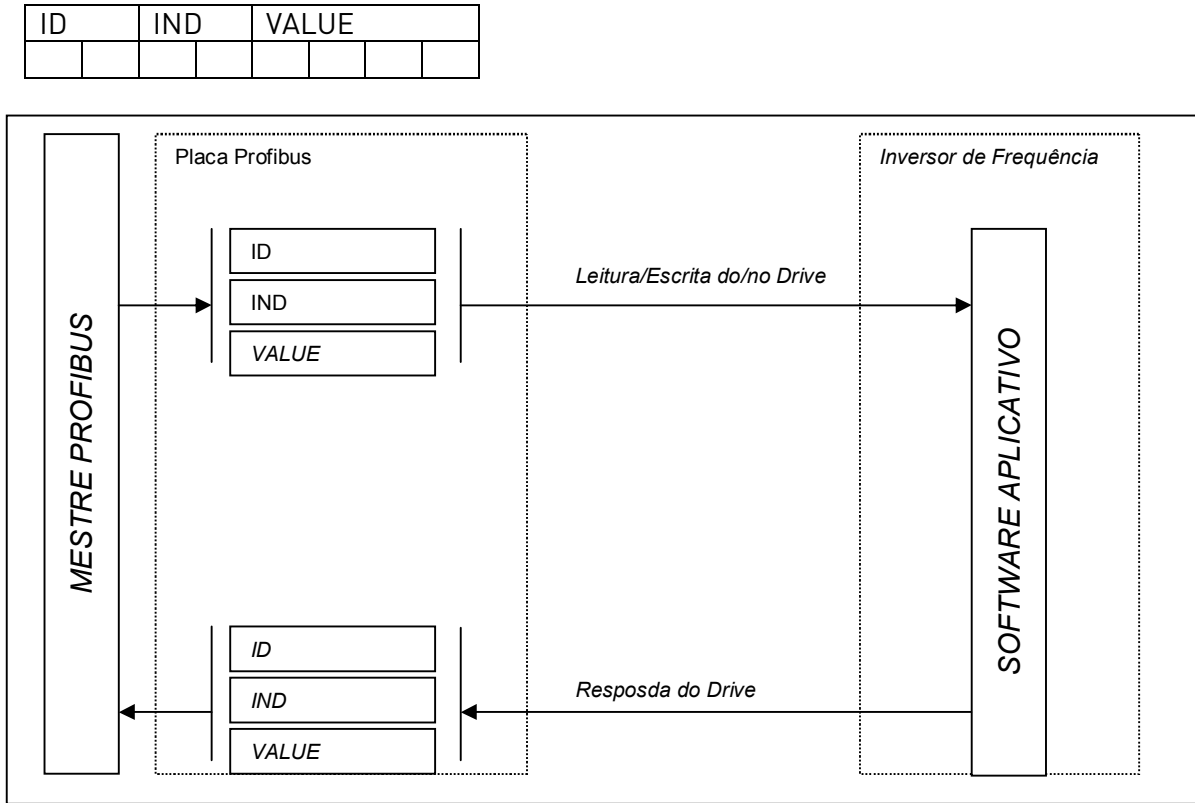 ID IND VALUE
Placa Profibus
Inversor de Frequência
ID
IND
VALUE
Leitura/Escrita do/no Drive
MESTRE PROFIBUS
SOFTWARE APLICATIVO
ID
IND
VALUE
Resposda do Drive